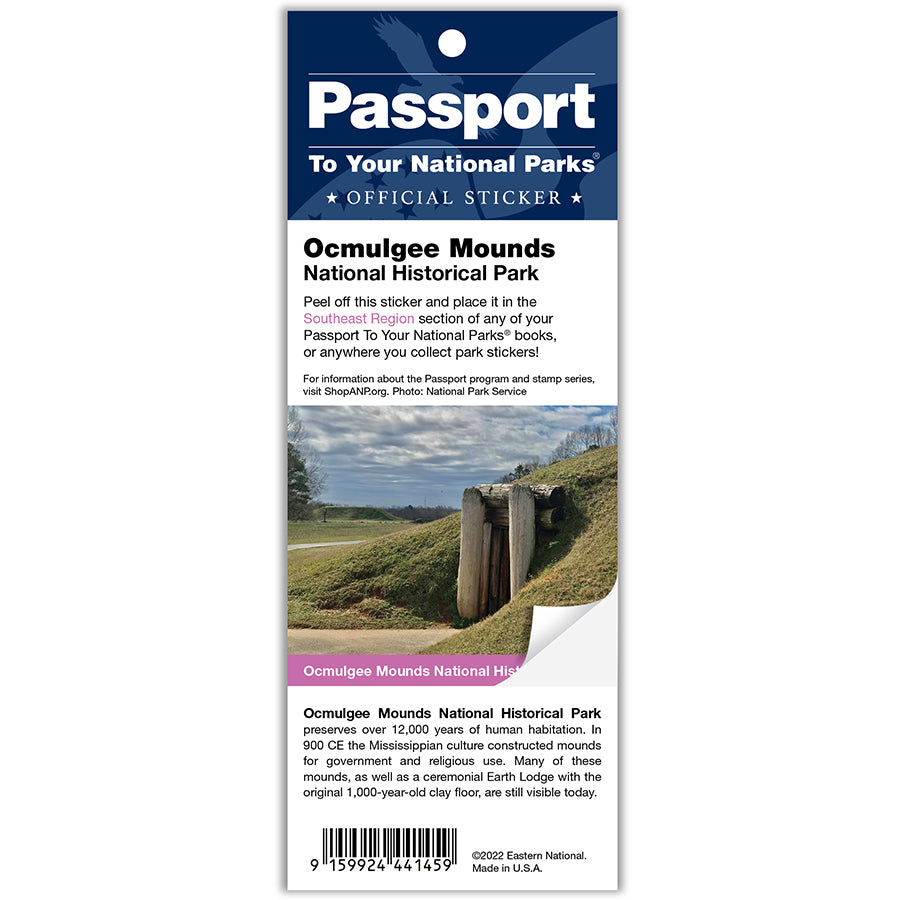 Passport
To Your National Parks®
★ OFFICIAL STICKER ★
Ocmulgee Mounds
National Historical Park
Peel off this sticker and place it in the
Southeast Region section of any of your
Passport To Your National Parks® books,
or anywhere you collect park stickers!
For information about the Passport program and stamp series,
visit ShopANP.org. Photo: National Park Service
Ocmulgee Mounds National Hist
Ocmulgee Mounds National Historical Park
preserves over 12,000 years of human habitation. In
900 CE the Mississippian culture constructed mounds
for government and religious use. Many of these
mounds, as well as a ceremonial Earth Lodge with the
original 1,000-year-old clay floor, are still visible today.
9 159924 441459
©2022 Eastern National.
Made in U.S.A.